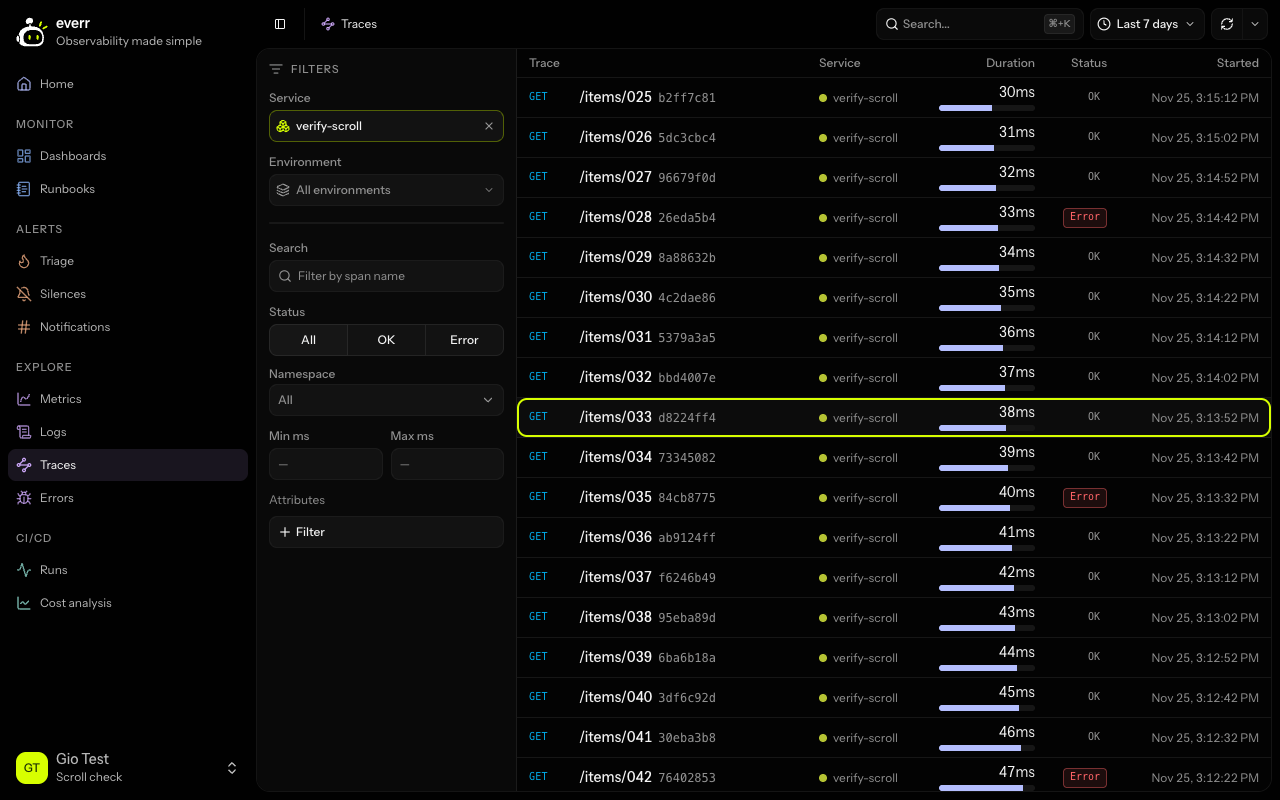 everr
Observability made simple
Traces
Search...
⌘+K
Last 7 days
Home
MONITOR
Dashboards
Runbooks
ALERTS
Triage
Silences
Notifications
EXPLORE
Metrics
Logs
Traces
Errors
CI/CD
Runs
Cost analysis
GT
Gio Test
Scroll check
FILTERS
Service
verify-scroll
Environment
All environments
Search
Filter by span name
Status
All OK Error
Namespace
All
Min ms Max ms
— —
Attributes
+ Filter
Trace Service Duration Status Started
GET /items/025 b2ff7c81 verify-scroll 30ms OK Nov 25, 3:15:12 PM
GET /items/026 5dc3cbc4 verify-scroll 31ms OK Nov 25, 3:15:02 PM
GET /items/027 96679f0d verify-scroll 32ms OK Nov 25, 3:14:52 PM
GET /items/028 26eda5b4 verify-scroll 33ms Error Nov 25, 3:14:42 PM
GET /items/029 8a88632b verify-scroll 34ms OK Nov 25, 3:14:32 PM
GET /items/030 4c2dae86 verify-scroll 35ms OK Nov 25, 3:14:22 PM
GET /items/031 5379a3a5 verify-scroll 36ms OK Nov 25, 3:14:12 PM
GET /items/032 bbd4007e verify-scroll 37ms OK Nov 25, 3:14:02 PM
GET /items/033 d8224ff4 verify-scroll 38ms OK Nov 25, 3:13:52 PM
GET /items/034 73345082 verify-scroll 39ms OK Nov 25, 3:13:42 PM
GET /items/035 84cb8775 verify-scroll 40ms Error Nov 25, 3:13:32 PM
GET /items/036 ab9124ff verify-scroll 41ms OK Nov 25, 3:13:22 PM
GET /items/037 f6246b49 verify-scroll 42ms OK Nov 25, 3:13:12 PM
GET /items/038 95eba89d verify-scroll 43ms OK Nov 25, 3:13:02 PM
GET /items/039 6ba6b18a verify-scroll 44ms OK Nov 25, 3:12:52 PM
GET /items/040 3df6c92d verify-scroll 45ms OK Nov 25, 3:12:42 PM
GET /items/041 30eba3b8 verify-scroll 46ms OK Nov 25, 3:12:32 PM
GET /items/042 76402853 verify-scroll 47ms Error Nov 25, 3:12:22 PM